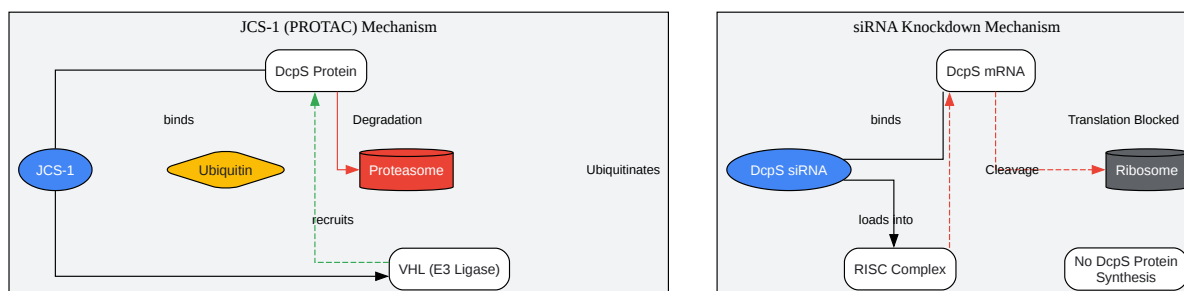 JCS-1 (PROTAC) Mechanism
DcpS Protein
binds
Degradation
JCS-1
Ubiquitin
Proteasome
Ubiquitinates
recruits
VHL (E3 Ligase)
siRNA Knockdown Mechanism
DcpS mRNA
binds
Translation Blocked
DcpS siRNA
Cleavage
Ribosome
loads into
RISC Complex
No DcpS Protein
Synthesis